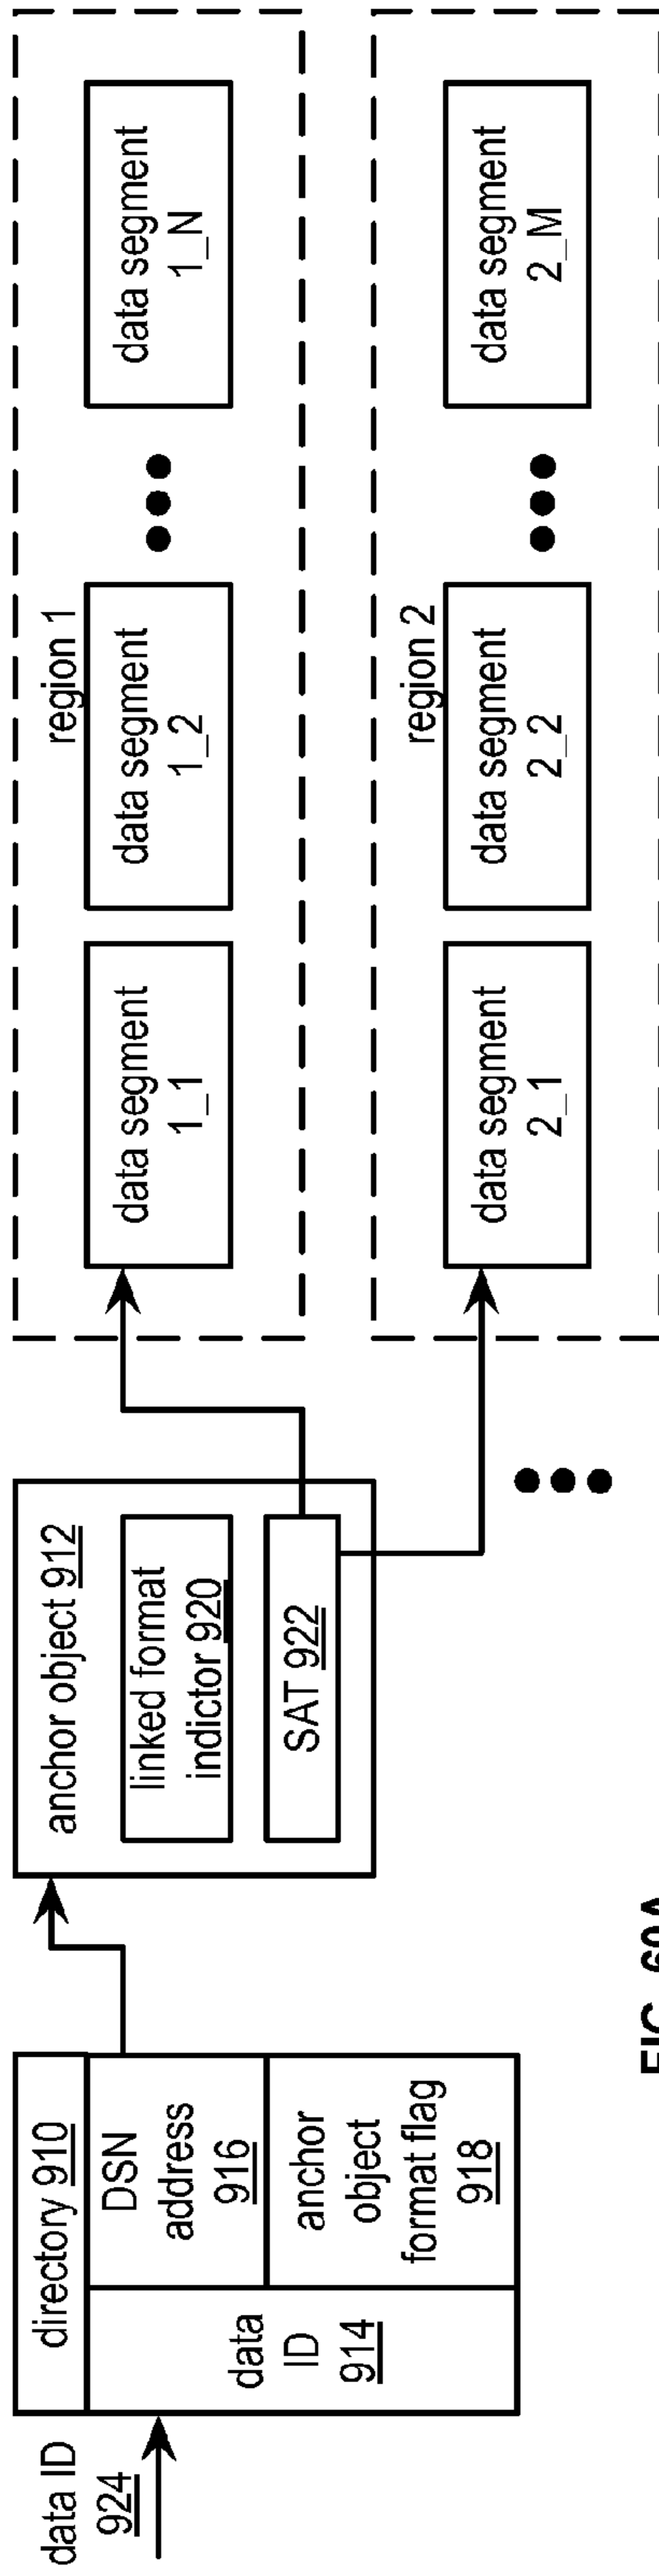 data ID
924
directory 910
data
ID
914
DSN
address
916
anchor
object
format flag
918
anchor object 912
linked format
indictor 920
SAT 922
region 1
data segment
1_1
data segment
1_2
data segment
1_N
region 2
data segment
2_1
data segment
2_2
data segment
2_M
FIG. 69A